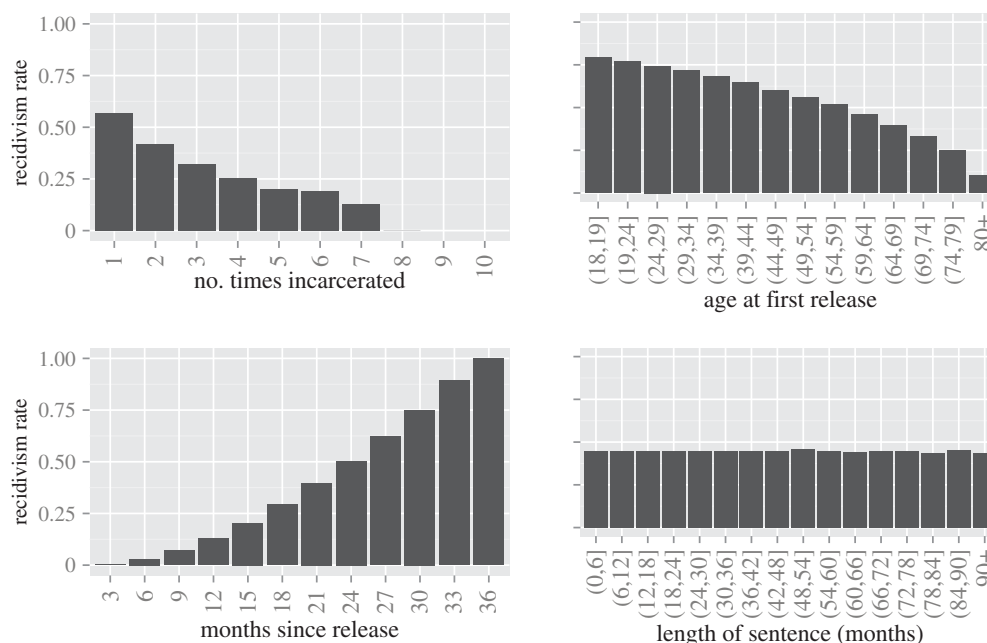 1.00
0.75
0.50
0.25
0
recidivism rate
1 2 3 4 5 6 7 8 9 10
no. times incarcerated
(18,19] (19,24] (24,29] (29,34] (34,39] (39,44] (44,49] (49,54] (54,59] (59,64] (64,69] (69,74] (74,79] 80+
age at first release
1.00
0.75
0.50
0.25
0
recidivism rate
3 6 9 12 15 18 21 24 27 30 33 36
months since release
(0,6] (6,12] (12,18] (18,24] (24,30] (30,36] (36,42] (42,48] (48,54] (54,60] (60,66] (66,72] (72,78] (78,84] (84,90] 90+
length of sentence (months)